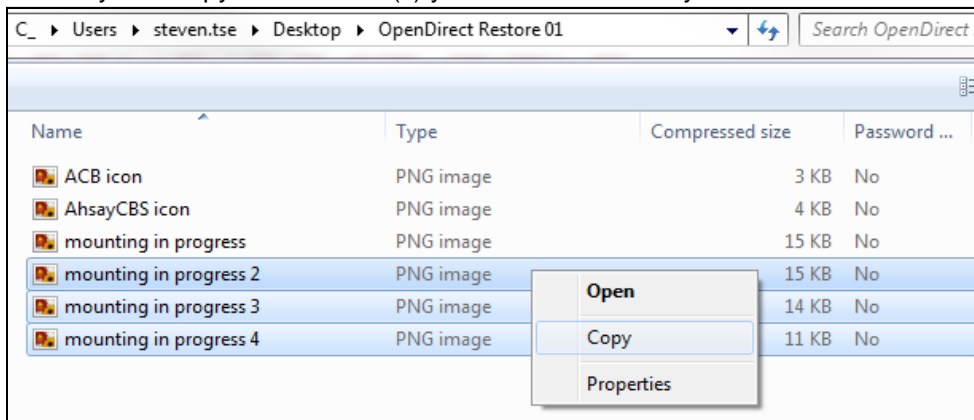 C_ ▸ Users ▸ steven.tse ▸ Desktop ▸ OpenDirect Restore 01 Search OpenDirect
Name Type Compressed size Password ...
ACB icon PNG image 3 KB No
AhsayCBS icon PNG image 4 KB No
mounting in progress PNG image 15 KB No
mounting in progress 2 PNG image 15 KB No
mounting in progress 3 PNG image 14 KB No
mounting in progress 4 PNG image 11 KB No
Open
Copy
Properties